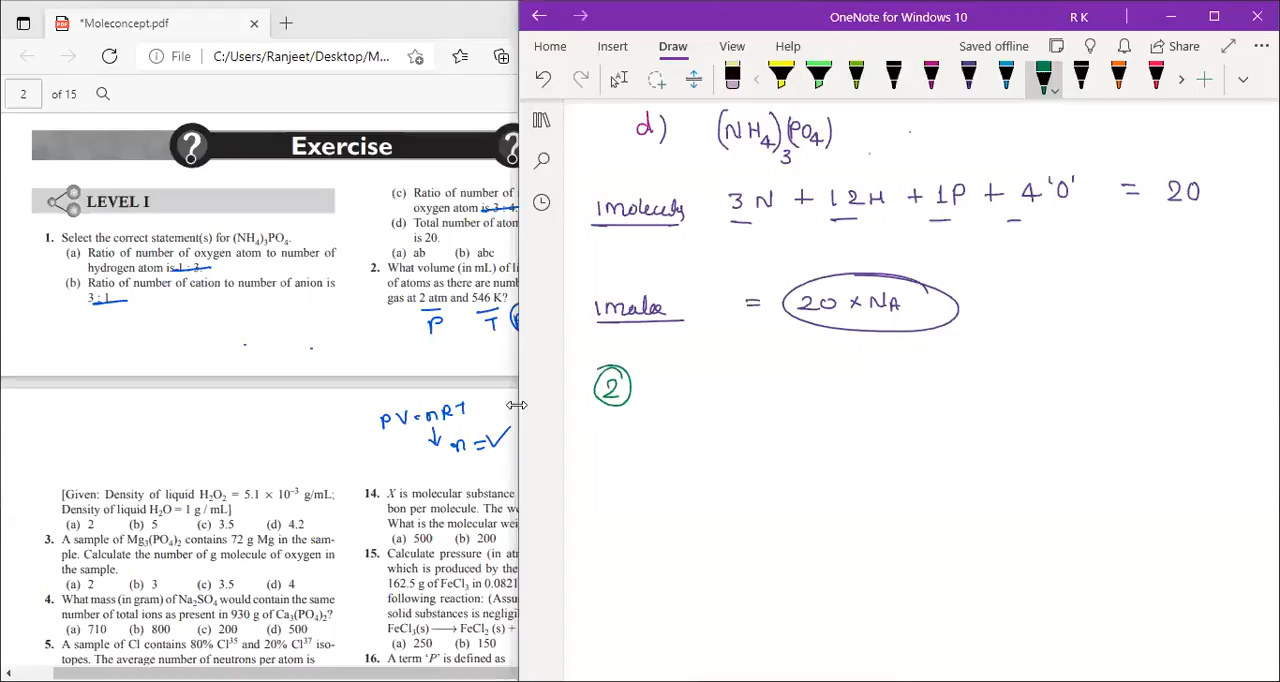 *Moleconcept.pdf
File C:/Users/Ranjeet/Desktop/M...
2 of 15
? Exercise ?
LEVEL I
1. Select the correct statement(s) for (NH₄)₃PO₄.
(a) Ratio of number of oxygen atom to number of
hydrogen atom is 1 : 3.
(b) Ratio of number of cation to number of anion is
3 : 1
(c) Ratio of number of
oxygen atom is 3 : 4.
(d) Total number of atom
is 20.
(a) ab (b) abc
2. What volume (in mL) of li
of atoms as there are numb
gas at 2 atm and 546 K?
P T
PV = nRT
n = ✓
[Given: Density of liquid H₂O₂ = 5.1 × 10⁻³ g/mL;
Density of liquid H₂O = 1 g / mL]
(a) 2 (b) 5 (c) 3.5 (d) 4.2
3. A sample of Mg₃(PO₄)₂ contains 72 g Mg in the sam-
ple. Calculate the number of g molecule of oxygen in
the sample.
(a) 2 (b) 3 (c) 3.5 (d) 4
4. What mass (in gram) of Na₂SO₄ would contain the same
number of total ions as present in 930 g of Ca₃(PO₄)₂?
(a) 710 (b) 800 (c) 200 (d) 500
5. A sample of Cl contains 80% Cl³⁵ and 20% Cl³⁷ iso-
topes. The average number of neutrons per atom is
14. X is molecular substance
bon per molecule. The we
What is the molecular wei
(a) 500 (b) 200
15. Calculate pressure (in atr
which is produced by the
162.5 g of FeCl₃ in 0.0821
following reaction: (Assu
solid substances is negligi
FeCl₃(s) ⟶ FeCl₂ (s) +
(a) 250 (b) 150
16. A term 'P' is defined as
OneNote for Windows 10 R K
Home Insert Draw View Help Saved offline Share
d) (NH₄)₃(PO₄)
1 molecule 3 N + 12 H + 1P + 4 'O' = 20
1 mole = 20 × NA
2